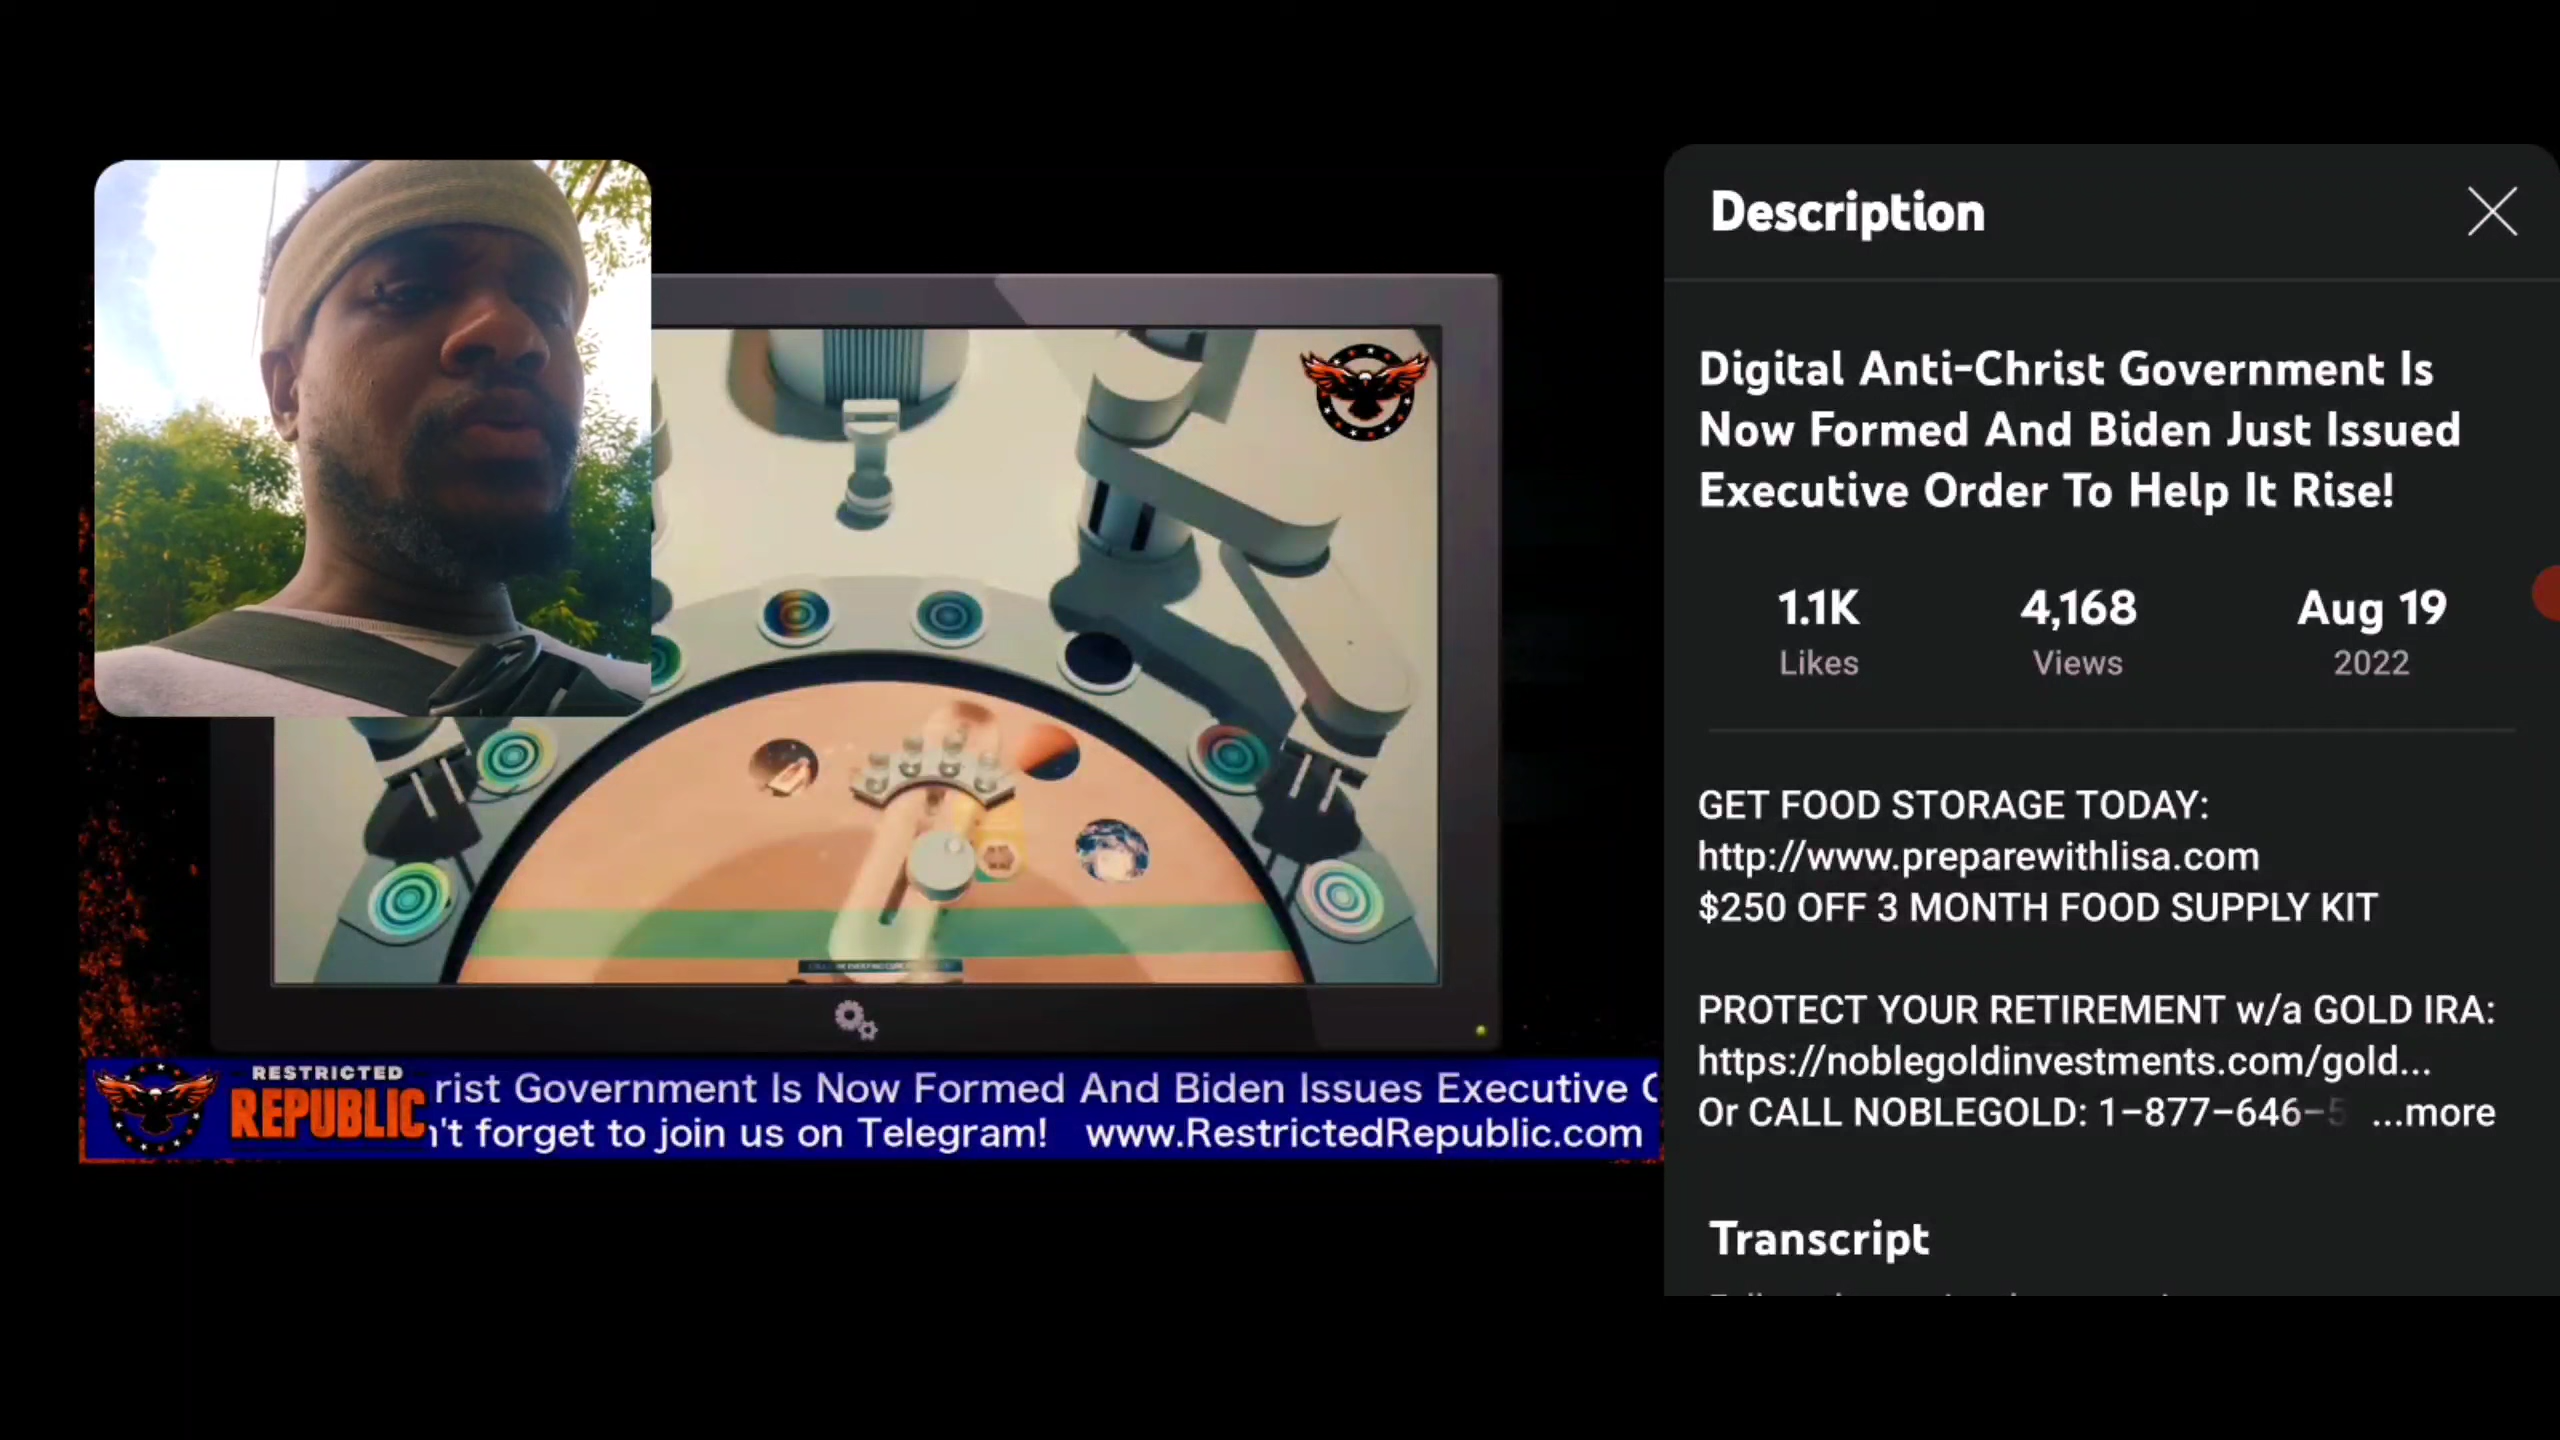 Description
Digital Anti-Christ Government Is
Now Formed And Biden Just Issued
Executive Order To Help It Rise!
1.1K
Likes
4,168
Views
Aug 19
2022
GET FOOD STORAGE TODAY:
http://www.preparewithlisa.com
$250 OFF 3 MONTH FOOD SUPPLY KIT
PROTECT YOUR RETIREMENT w/a GOLD IRA:
https://noblegoldinvestments.com/gold...
Or CALL NOBLEGOLD: 1-877-646-5 ...more
Transcript
RESTRICTED
REPUBLIC
rist Government Is Now Formed And Biden Issues Executive
n't forget to join us on Telegram! www.RestrictedRepublic.com